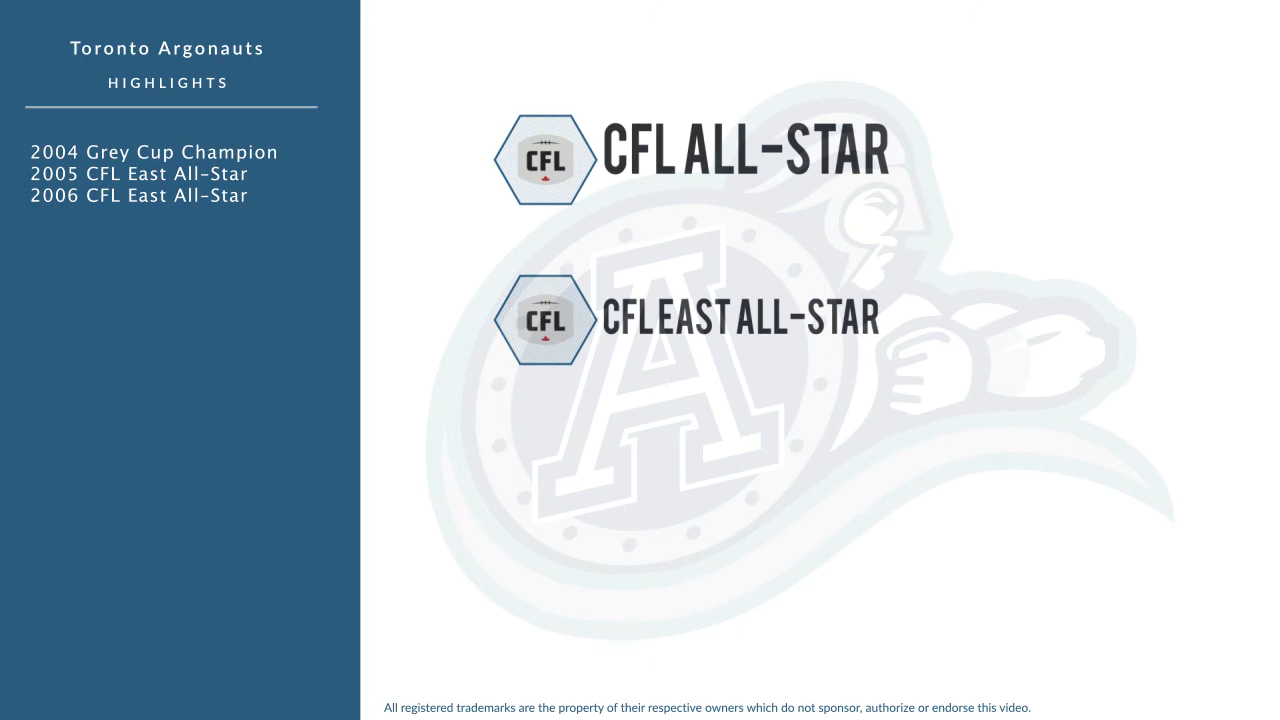 Toronto Argonauts
HIGHLIGHTS
2004 Grey Cup Champion
2005 CFL East All-Star
2006 CFL East All-Star
CFL
CFL ALL-STAR
CFL
CFL EAST ALL-STAR
A
All registered trademarks are the property of their respective owners which do not sponsor, authorize or endorse this video.